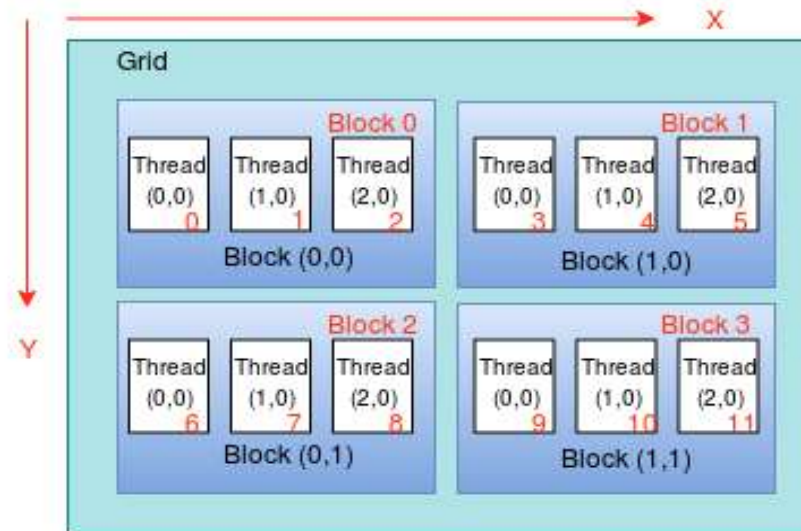 X
Grid
Block 0
Thread (0,0) 0
Thread (1,0) 1
Thread (2,0) 2
Block (0,0)
Block 1
Thread (0,0) 3
Thread (1,0) 4
Thread (2,0) 5
Block (1,0)
Y
Block 2
Thread (0,0) 6
Thread (1,0) 7
Thread (2,0) 8
Block (0,1)
Block 3
Thread (0,0) 9
Thread (1,0) 10
Thread (2,0) 11
Block (1,1)